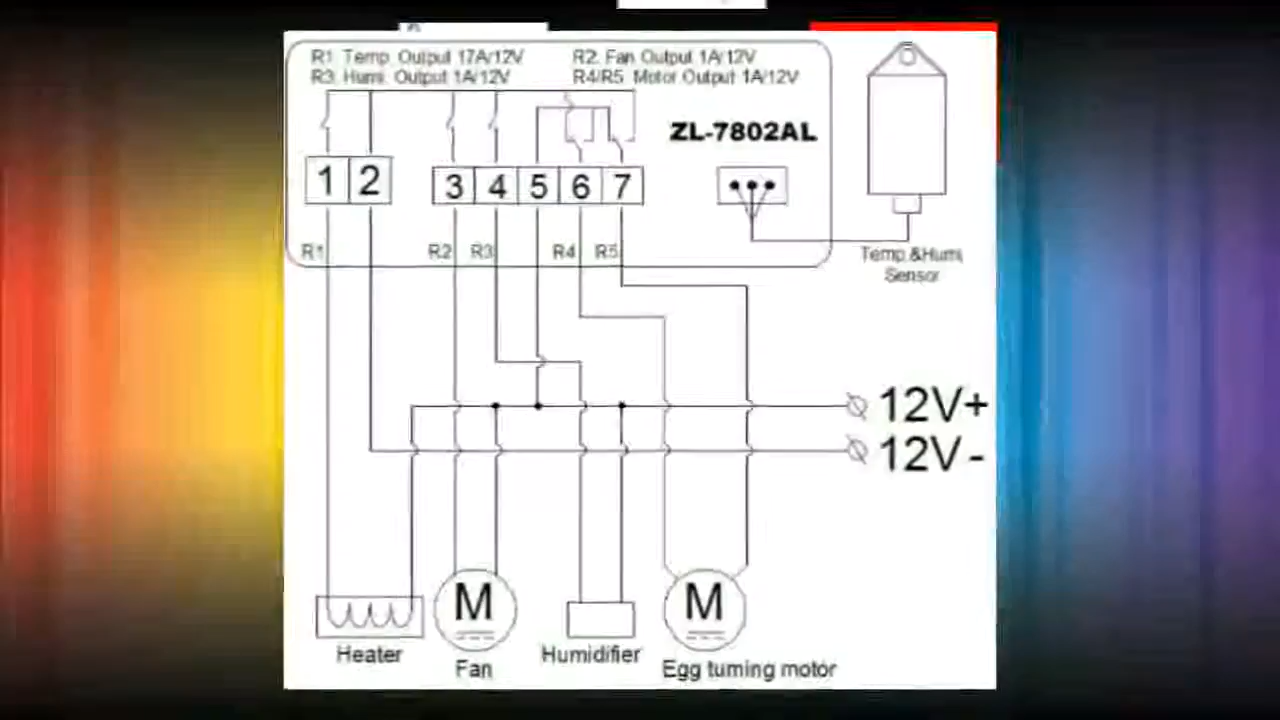 R1: Temp. Output 17A/12V R2: Fan Output 1A/12V
R3: Humi. Output 1A/12V R4/R5: Motor Output 1A/12V
ZL-7802AL
1 2 3 4 5 6 7
R1 R2 R3 R4 R5
Temp.&Humi.
Sensor
12V+
12V-
M M
Heater
Fan
Humidifier
Egg turning motor